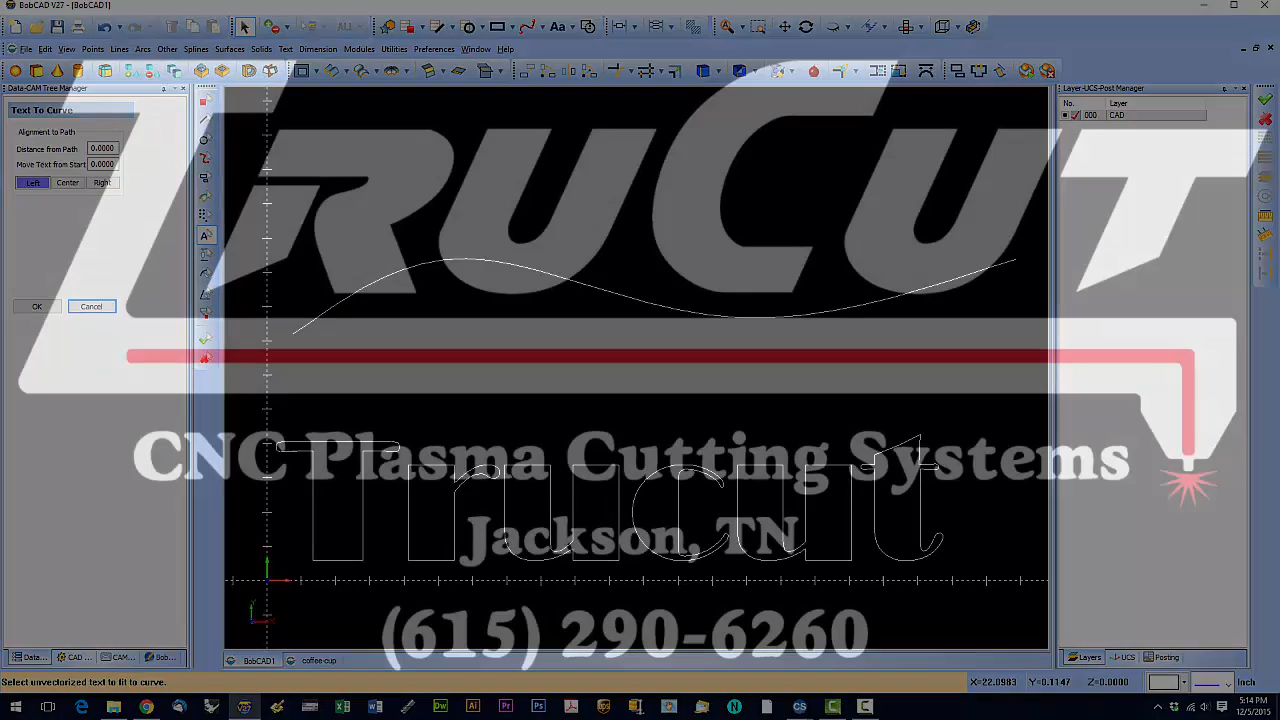 BobCAD V27 - [BobCAD1]
File Edit View Points Lines Arcs Other Splines Surfaces Solids Text Dimension Modules Utilities Preferences Window Help
Data-CAM Tree Manager
Layer-UCS-Post Manager
Text To Curve
No. Layer
000 CAD
Alignment to Path
Distance from Path 0.0000
Move Text from Start 0.0000
Left Center Right
OK Cancel
TRUCUT
Trucut
CNC Plasma Cutting Systems
Jackson, TN
(615) 290-6260
Data... CAD ... CAM... Bob...
BobCAD1 coffee-cup
Layers UCS Posting
Select unvectorized text to fit to curve.
X=22.0983 Y=0.1147 Z=0.0000 Inch
5:14 PM
12/5/2015